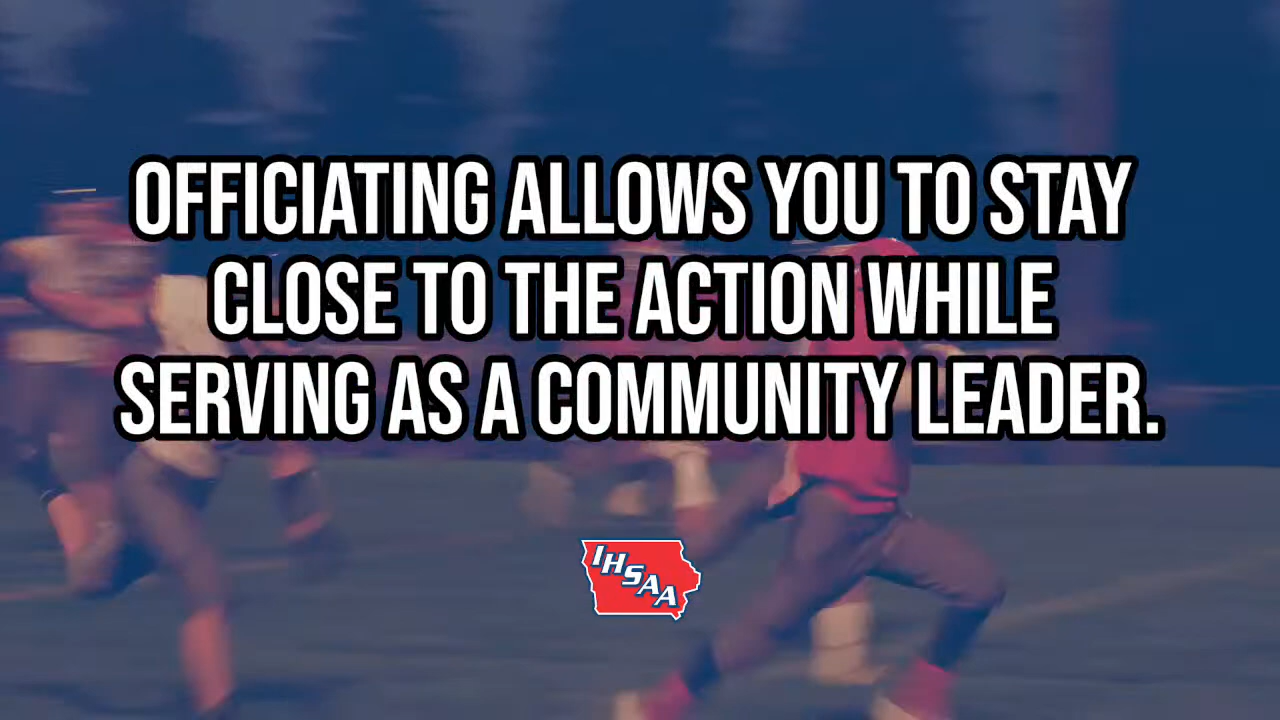 OFFICIATING ALLOWS YOU TO STAY
CLOSE TO THE ACTION WHILE
SERVING AS A COMMUNITY LEADER.
IHSAA